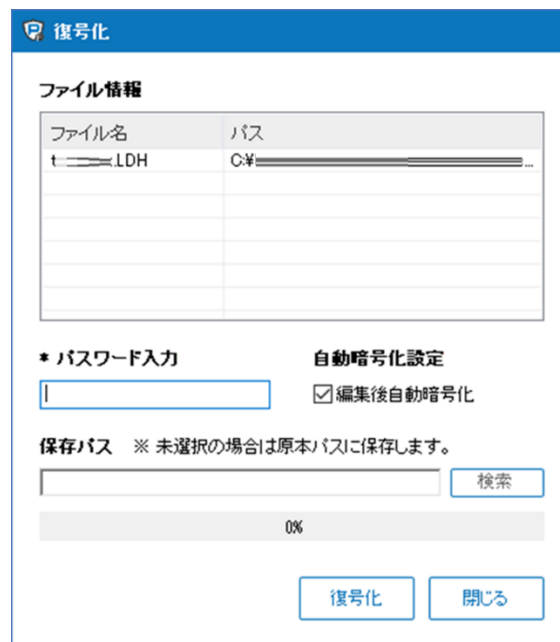 復号化
ファイル情報
ファイル名 パス
t .LDH C:¥ ...
* パスワード入力 自動暗号化設定
編集後自動暗号化
保存パス ※ 未選択の場合は原本パスに保存します。
検索
0%
復号化 閉じる